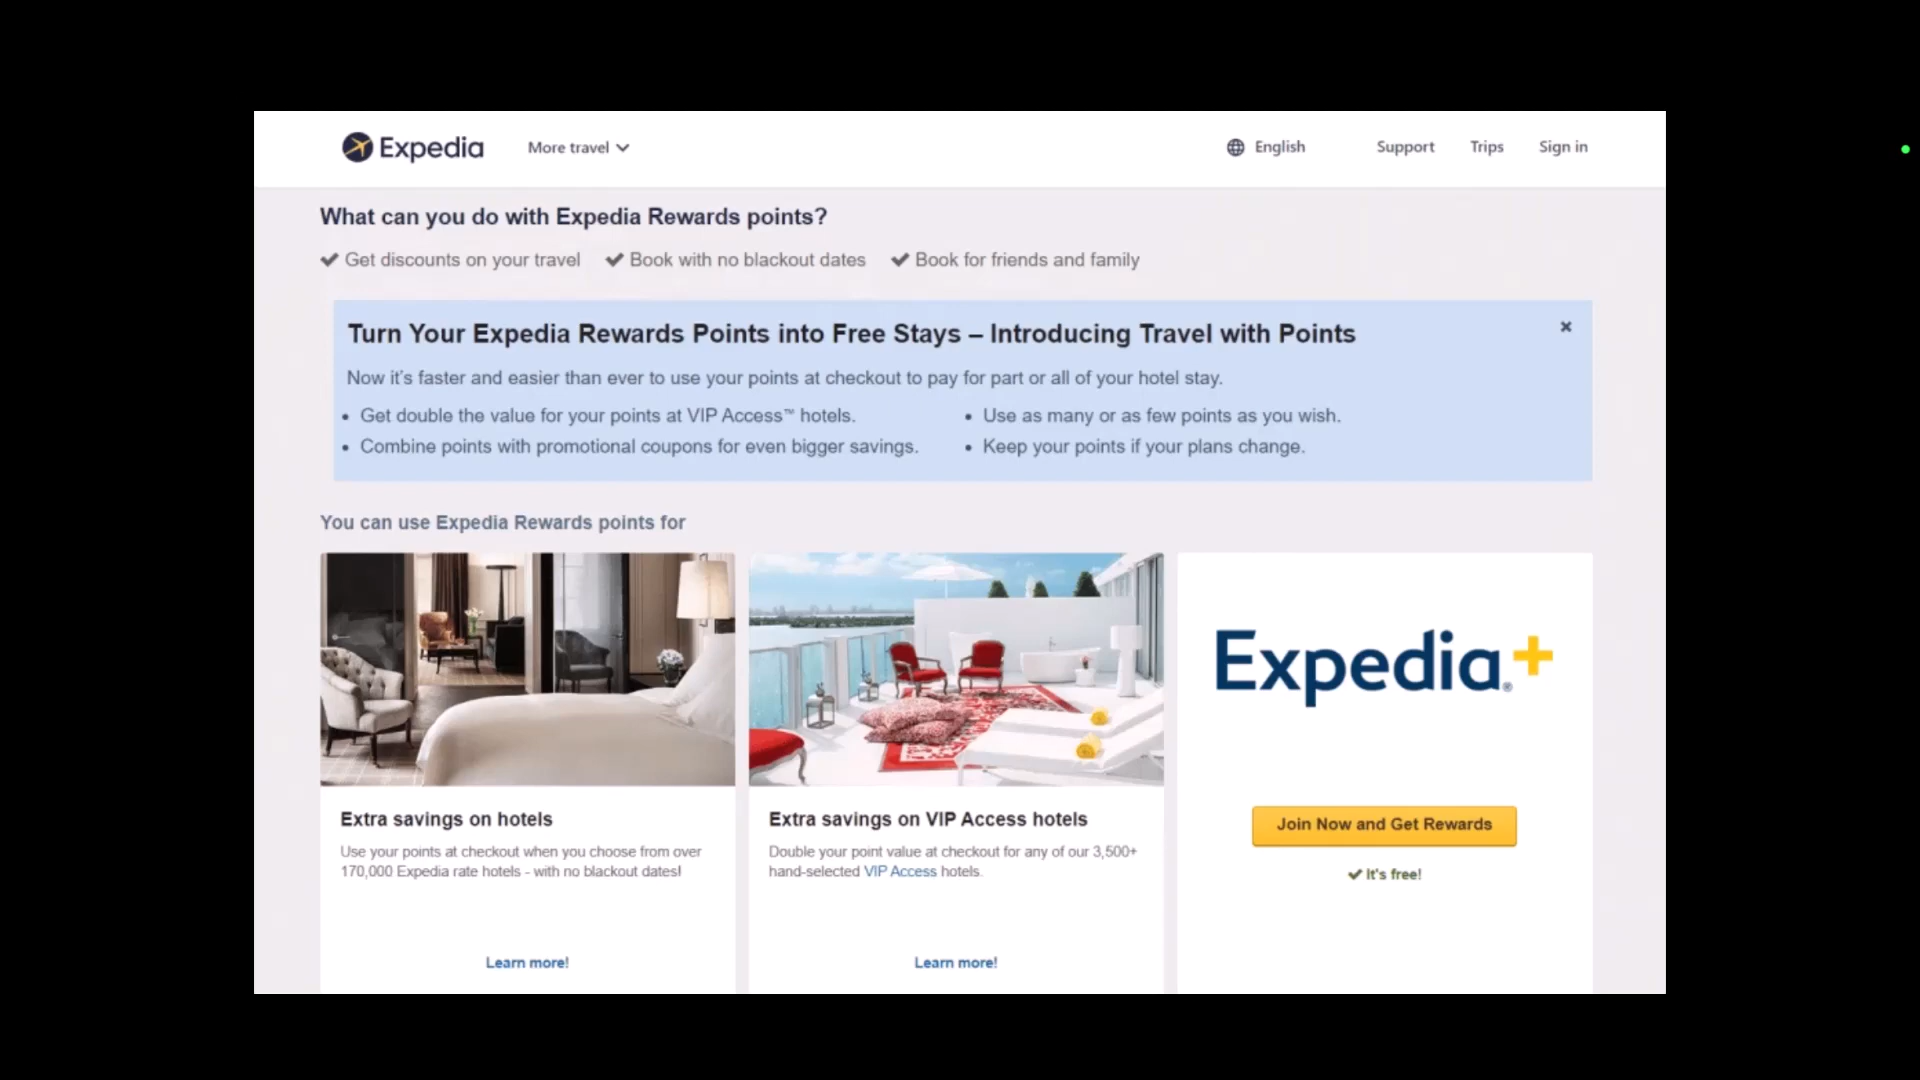 Expedia More travel English Support Trips Sign in
What can you do with Expedia Rewards points?
Get discounts on your travel Book with no blackout dates Book for friends and family
Turn Your Expedia Rewards Points into Free Stays – Introducing Travel with Points
Now it's faster and easier than ever to use your points at checkout to pay for part or all of your hotel stay.
• Get double the value for your points at VIP Access™ hotels.
• Combine points with promotional coupons for even bigger savings.
• Use as many or as few points as you wish.
• Keep your points if your plans change.
You can use Expedia Rewards points for
Extra savings on hotels
Use your points at checkout when you choose from over
170,000 Expedia rate hotels - with no blackout dates!
Learn more!
Extra savings on VIP Access hotels
Double your point value at checkout for any of our 3,500+
hand-selected VIP Access hotels.
Learn more!
Expedia®+
Join Now and Get Rewards
It's free!